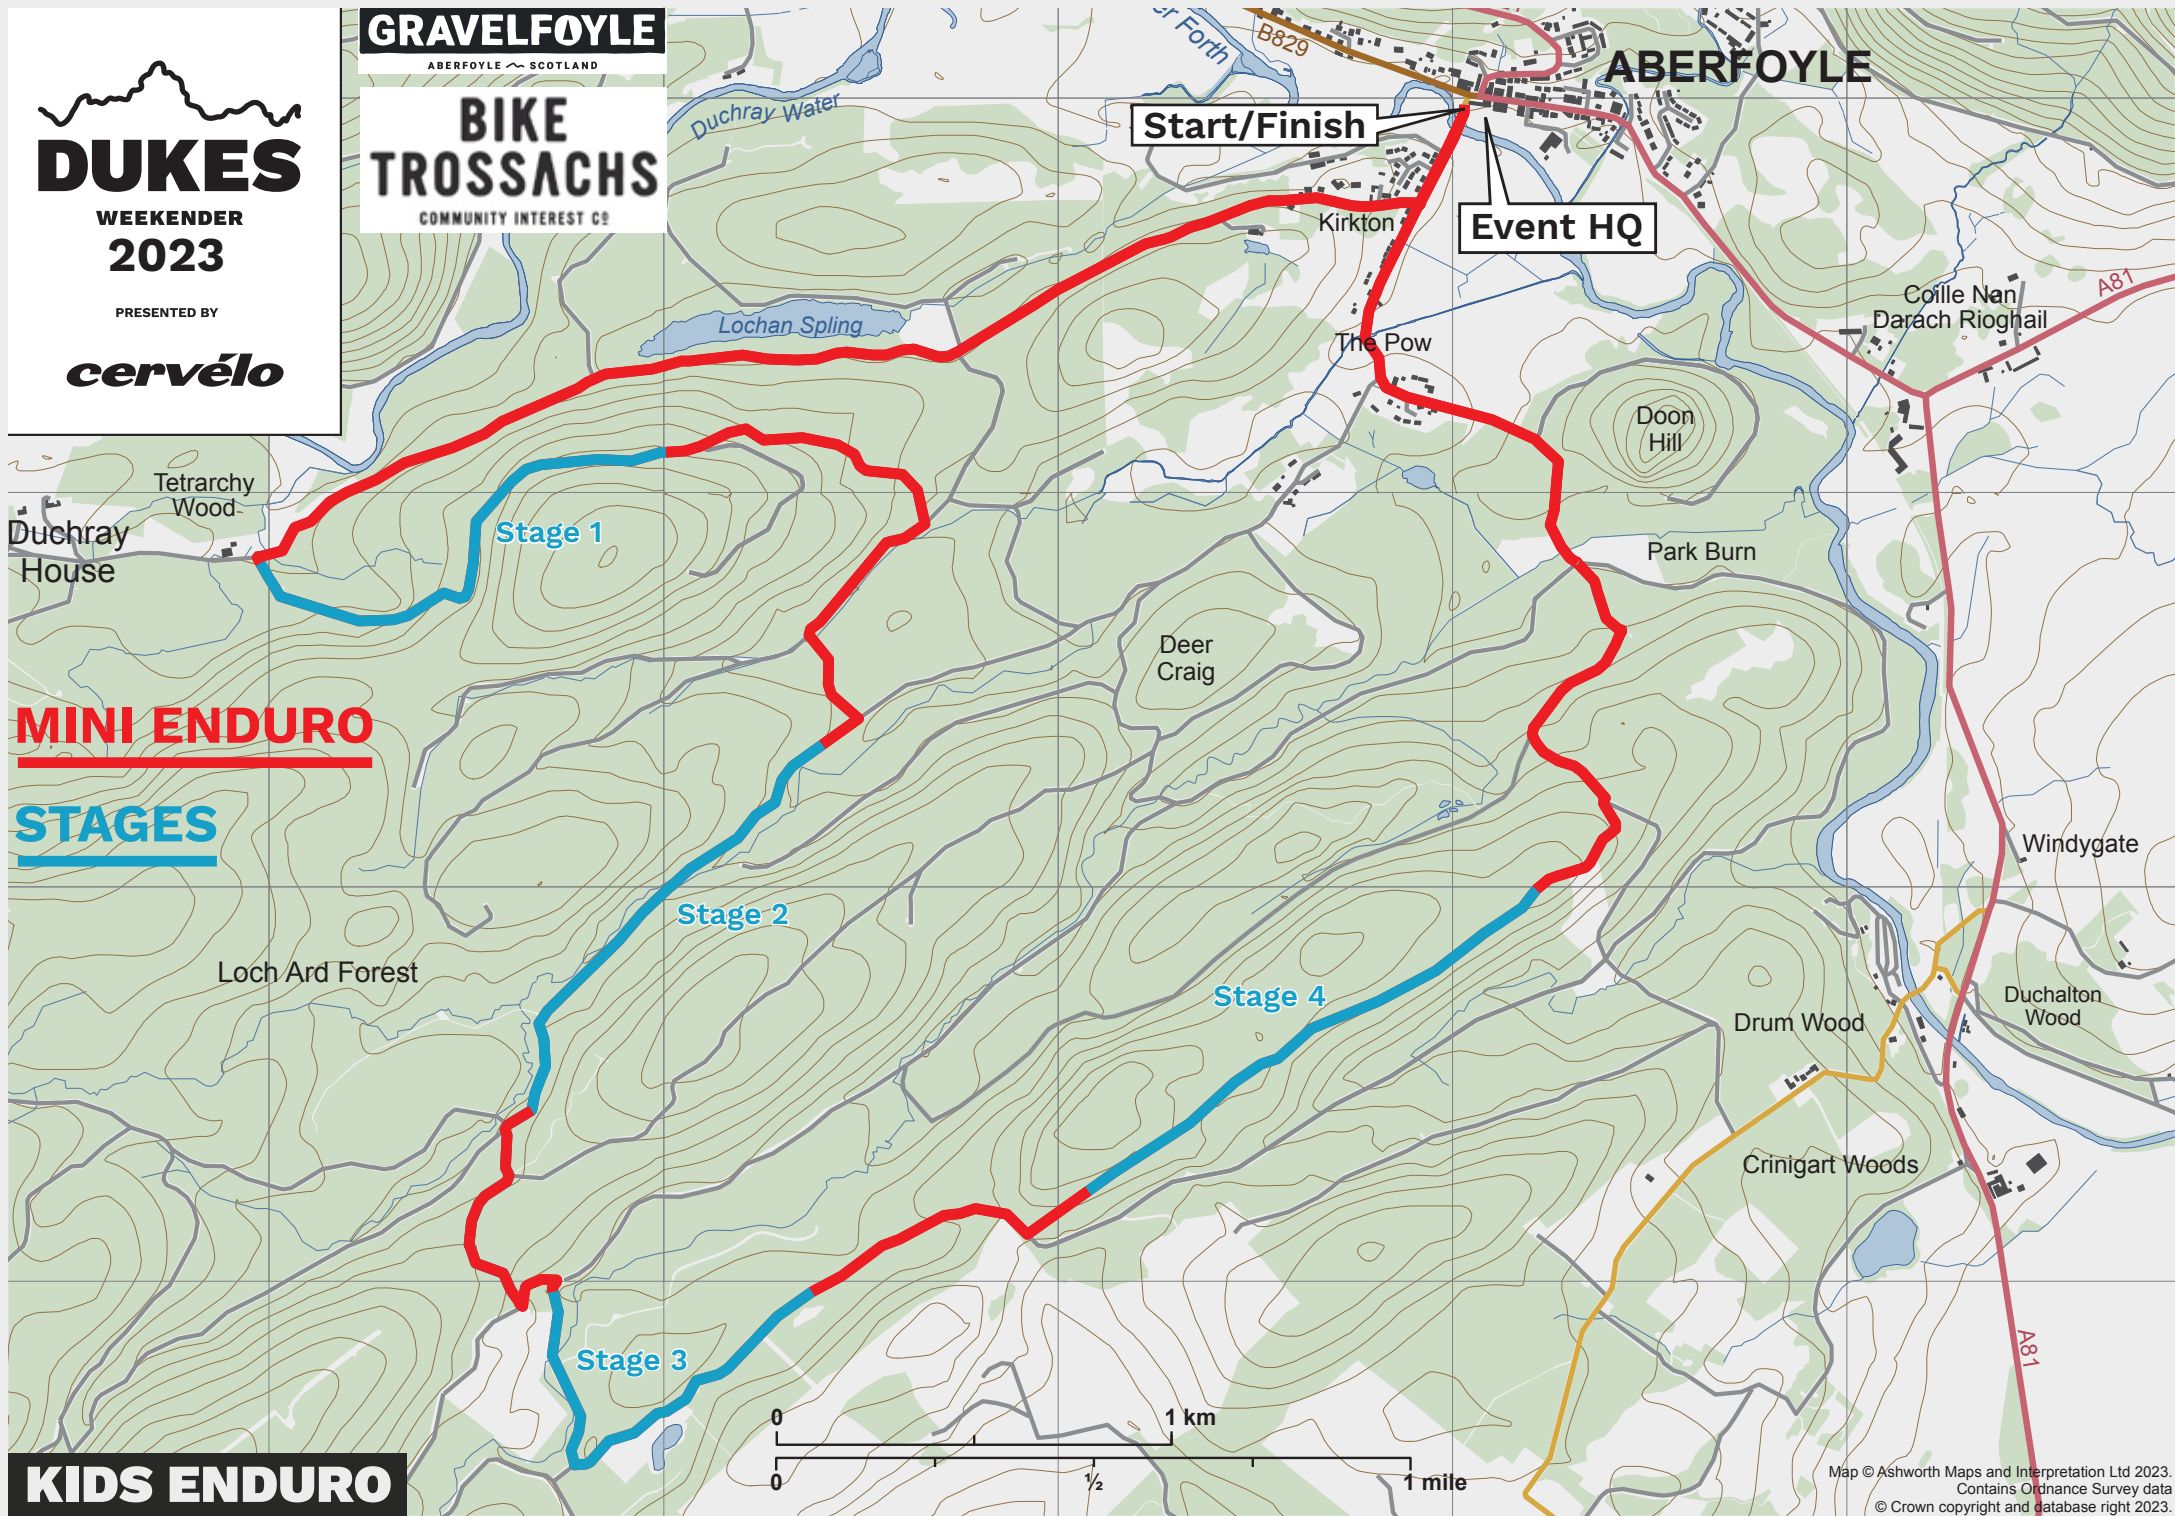 DUKES
WEEKENDER
2023
PRESENTED BY
cervélo
GRAVELFOYLE
ABERFOYLE SCOTLAND
BIKE
TROSSACHS
COMMUNITY INTEREST Cº
er Forth
B829
ABERFOYLE
Duchray Water
Start/Finish
Kirkton
Event HQ
A81
Coille Nan
Darach Rioghail
Lochan Spling
The Pow
Doon
Hill
Tetrarchy
Wood
Duchray
House
Stage 1
Park Burn
Deer
Craig
MINI ENDURO
STAGES
Windygate
Stage 2
Loch Ard Forest
Stage 4
Duchalton
Wood
Drum Wood
Crinigart Woods
Stage 3
A81
0
1 km
0
½
1 mile
KIDS ENDURO
Map © Ashworth Maps and Interpretation Ltd 2023.
Contains Ordnance Survey data
© Crown copyright and database right 2023.